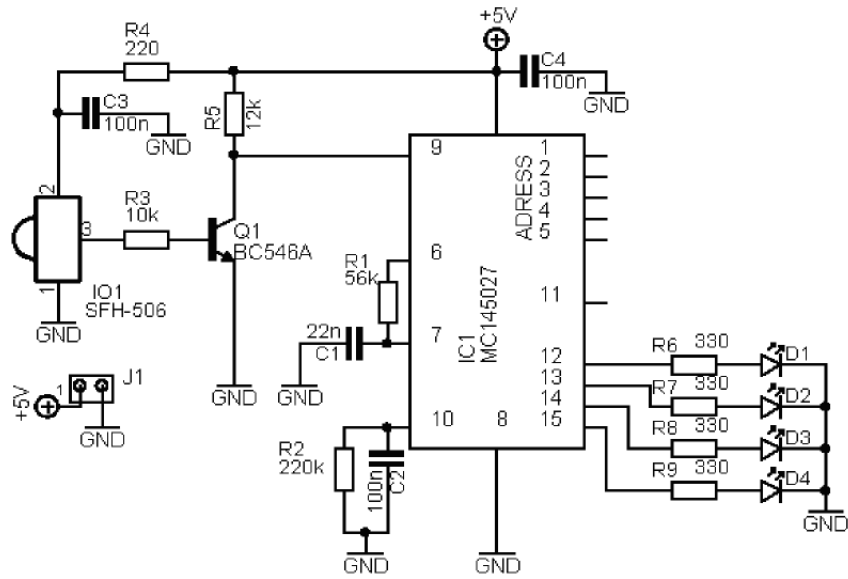 +5V
R4
220
C4
100n
GND
C3
100n
GND
R5
12k
9
1
2
3
4
5
ADRESS
2
3
1
R3
10k
Q1
BC546A
R1
56k
6
IO1
SFH-506
GND
22n
C1
7
IC1
MC145027
11
12
13
14
15
R6
330
D1
R7
330
D2
R8
330
D3
R9
330
D4
+5V
1
J1
GND
GND
GND
R2
220k
100n
C2
10
8
GND
GND
GND